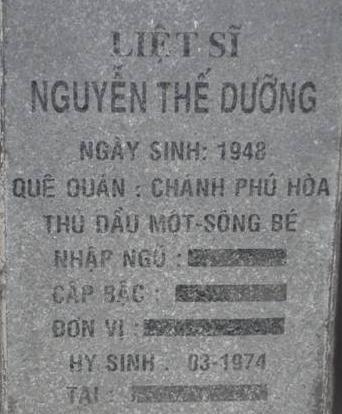 LIỆT SĨ
NGUYỄN THẾ DƯỠNG
NGÀY SINH: 1948
QUÊ QUÁN : CHÁNH PHÚ HÒA
THỦ DẦU MỘT-SÔNG BÉ
NHẬP NGŨ :
CẤP BẬC :
ĐƠN VỊ :
HY SINH : 03-1974
TẠI :